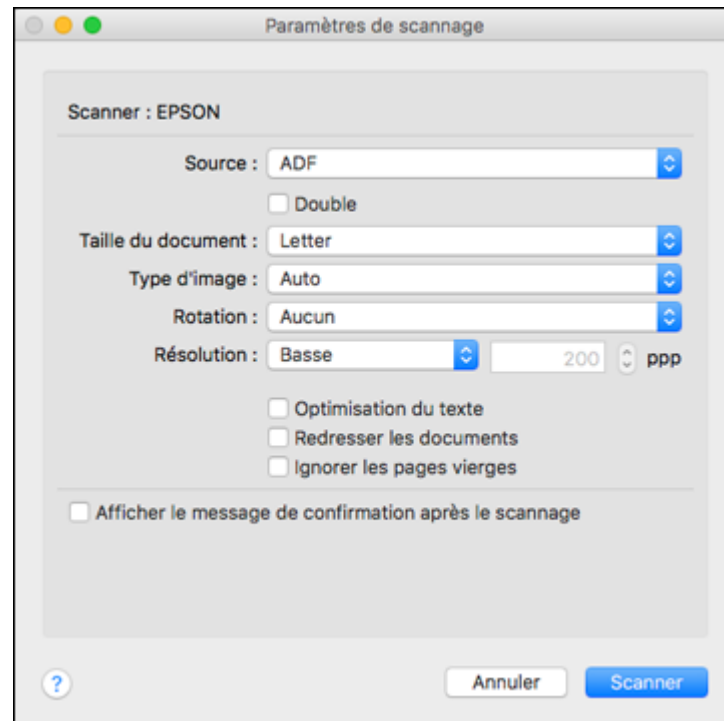 Paramètres de scannage
Scanner : EPSON
Source : ADF
Double
Taille du document : Letter
Type d'image : Auto
Rotation : Aucun
Résolution : Basse 200 ppp
Optimisation du texte
Redresser les documents
Ignorer les pages vierges
Afficher le message de confirmation après le scannage
? Annuler Scanner